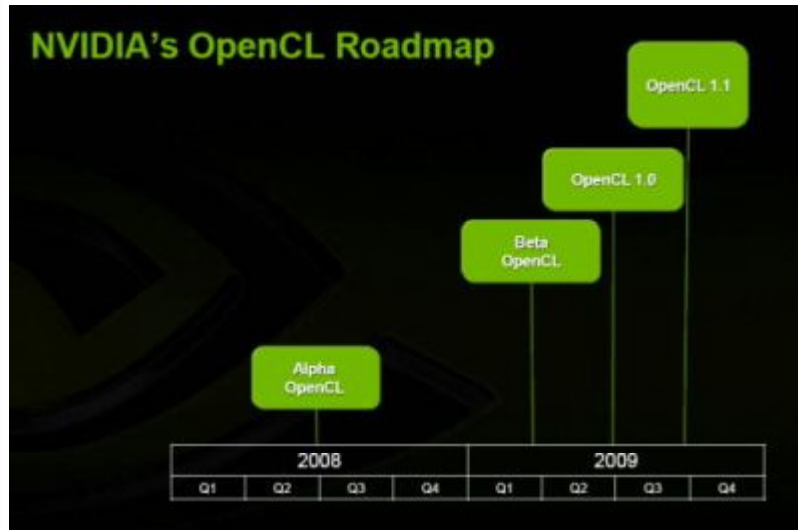 NVIDIA's OpenCL Roadmap
OpenCL 1.1
OpenCL 1.0
Beta
OpenCL
Alpha
OpenCL
2008 2009
Q1 Q2 Q3 Q4 Q1 Q2 Q3 Q4